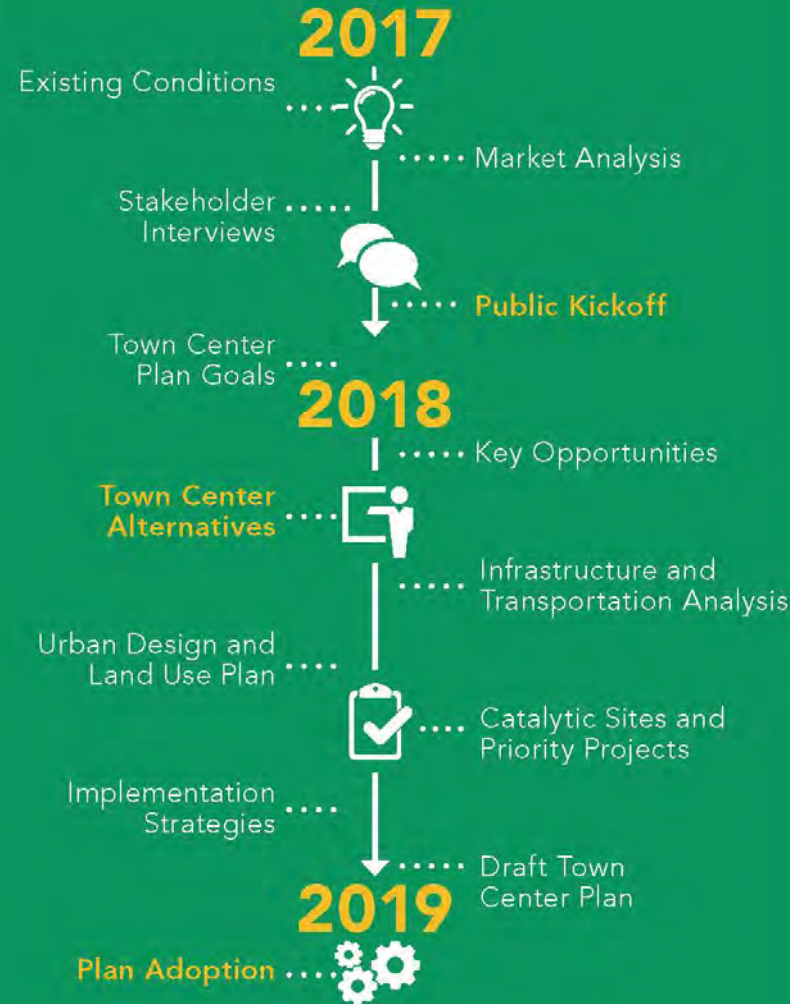 2017
Existing Conditions
Market Analysis
Stakeholder
Interviews
Public Kickoff
Town Center
Plan Goals
2018
Key Opportunities
Town Center
Alternatives
Infrastructure and
Transportation Analysis
Urban Design and
Land Use Plan
Catalytic Sites and
Priority Projects
Implementation
Strategies
Draft Town
Center Plan
2019
Plan Adoption